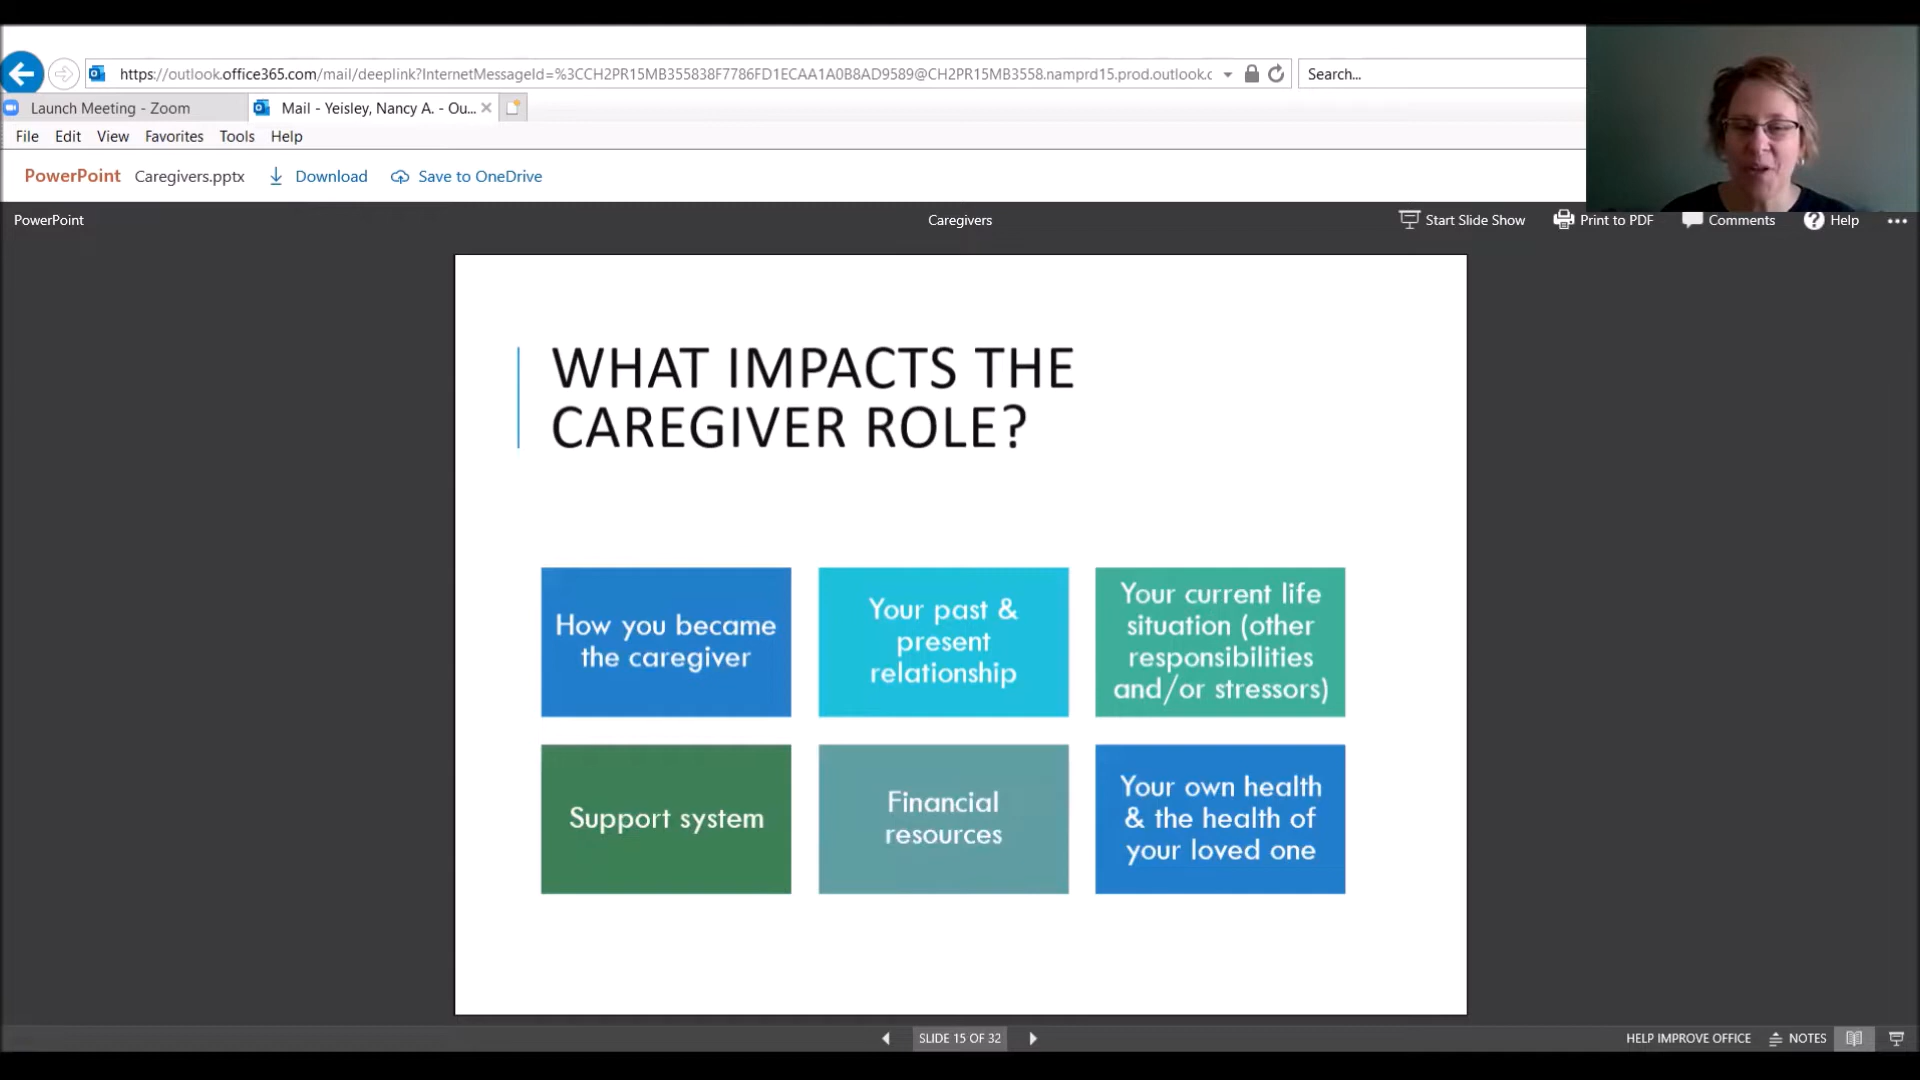 https://outlook.office365.com/mail/deeplink?InternetMessageId=%3CCH2PR15MB355838F7786FD1ECAA1A0B8AD9589@CH2PR15MB3558.namprd15.prod.outlook.c
Search...
Launch Meeting - Zoom
Mail - Yeisley, Nancy A. - Ou...
File Edit View Favorites Tools Help
PowerPoint Caregivers.pptx Download Save to OneDrive
PowerPoint Caregivers Start Slide Show Print to PDF Comments Help
WHAT IMPACTS THE
CAREGIVER ROLE?
How you became
the caregiver
Your past &
present
relationship
Your current life
situation (other
responsibilities
and/or stressors)
Support system
Financial
resources
Your own health
& the health of
your loved one
SLIDE 15 OF 32 HELP IMPROVE OFFICE NOTES